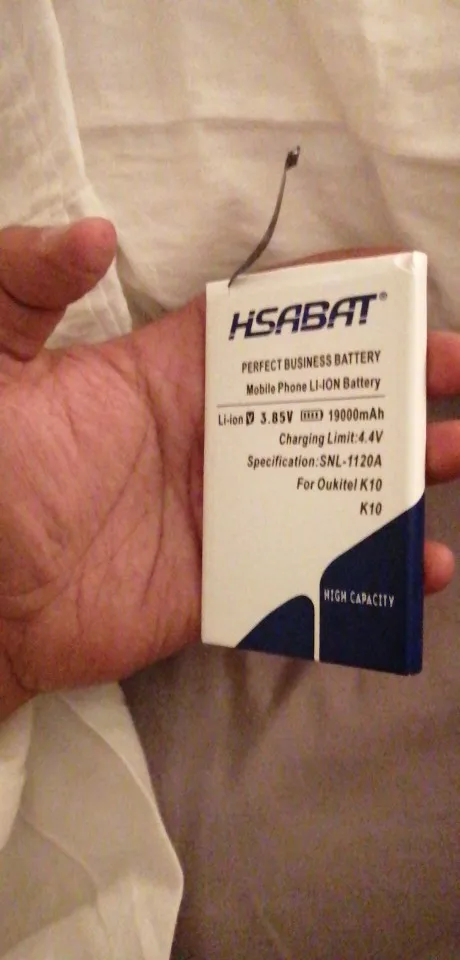 HSABAT®
PERFECT BUSINESS BATTERY
Mobile Phone LI-ION Battery
Li-ion V 3.85V 19000mAh
Charging Limit:4.4V
Specification:SNL-1120A
For Oukitel K10
K10
HIGH CAPACITY